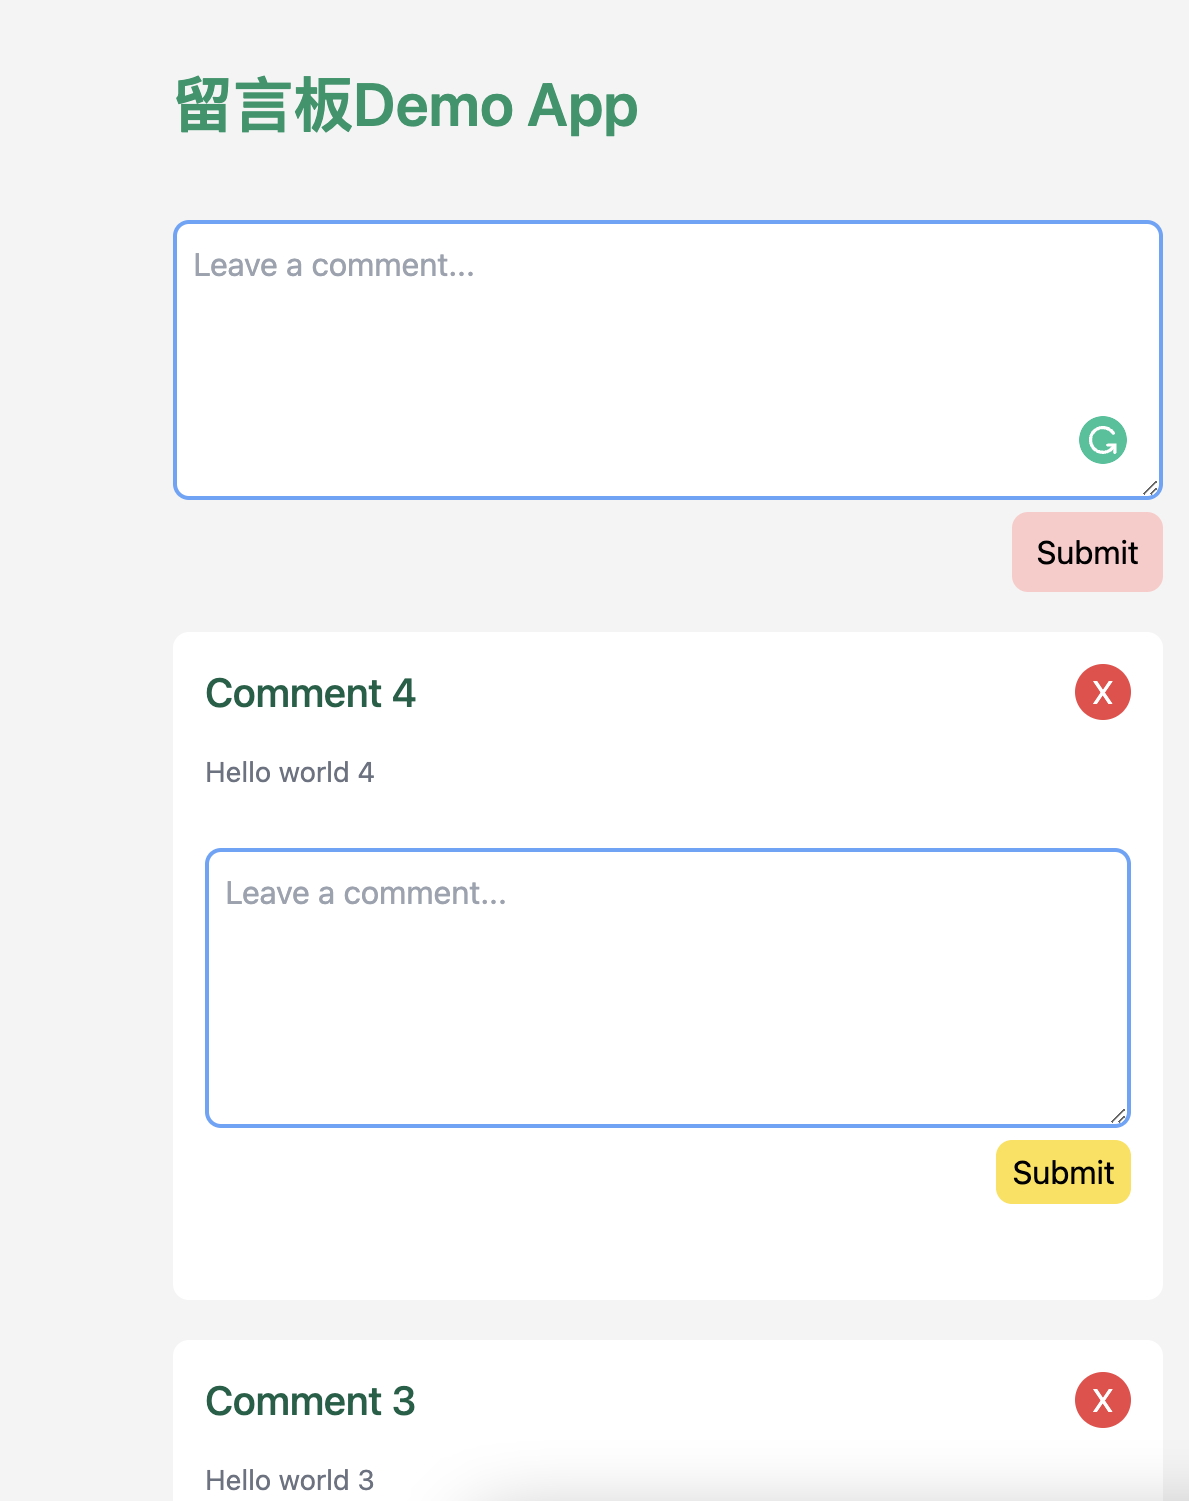 留言板Demo App
Leave a comment...
Submit
Comment 4
X
Hello world 4
Leave a comment...
Submit
Comment 3
X
Hello world 3